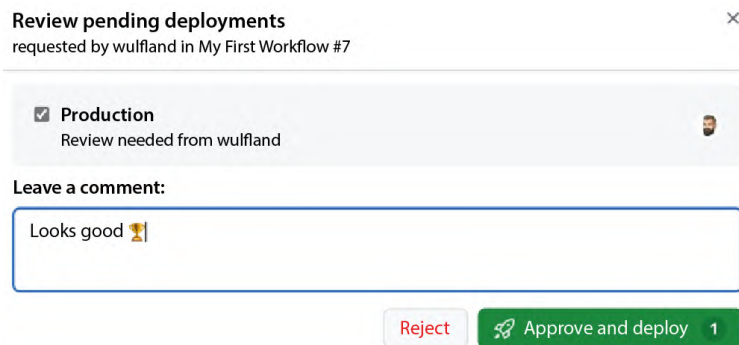 Review pending deployments
requested by wulfland in My First Workflow #7
Production
Review needed from wulfland
Leave a comment:
Looks good 🏆
Reject
Approve and deploy 1